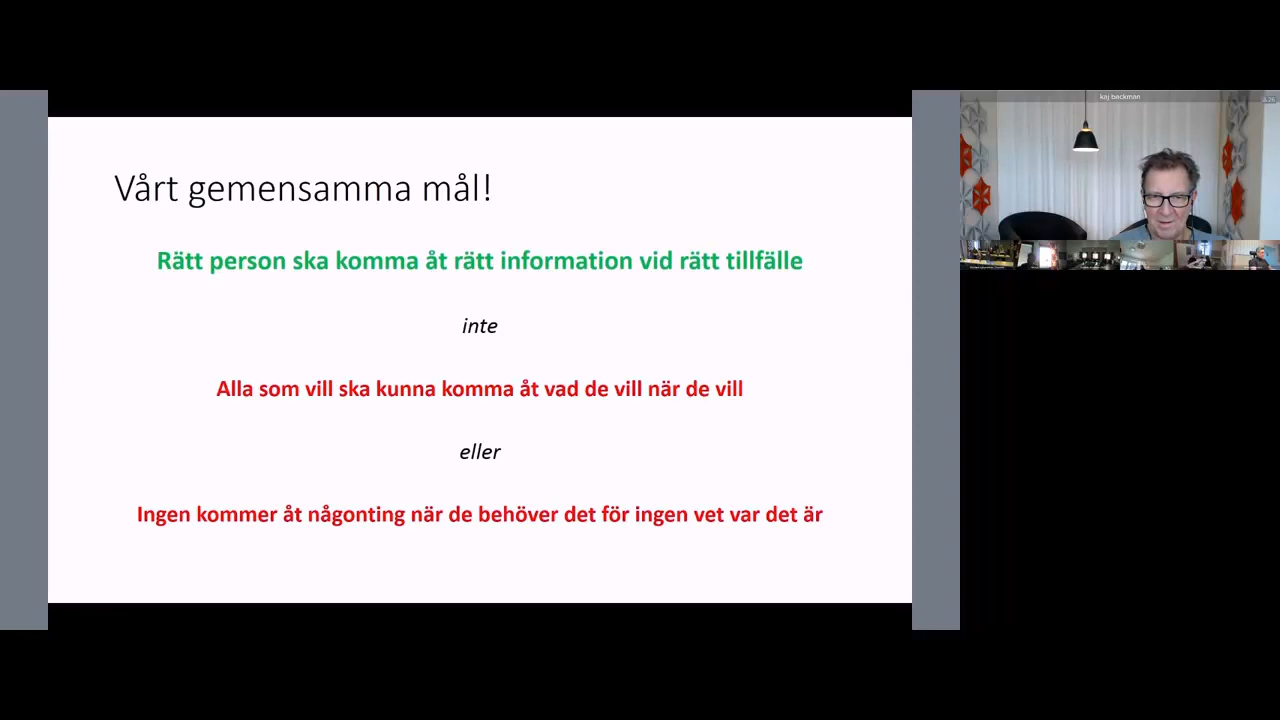 Vårt gemensamma mål!
Rätt person ska komma åt rätt information vid rätt tillfälle
inte
Alla som vill ska kunna komma åt vad de vill när de vill
eller
Ingen kommer åt någonting när de behöver det för ingen vet var det är
kaj backman